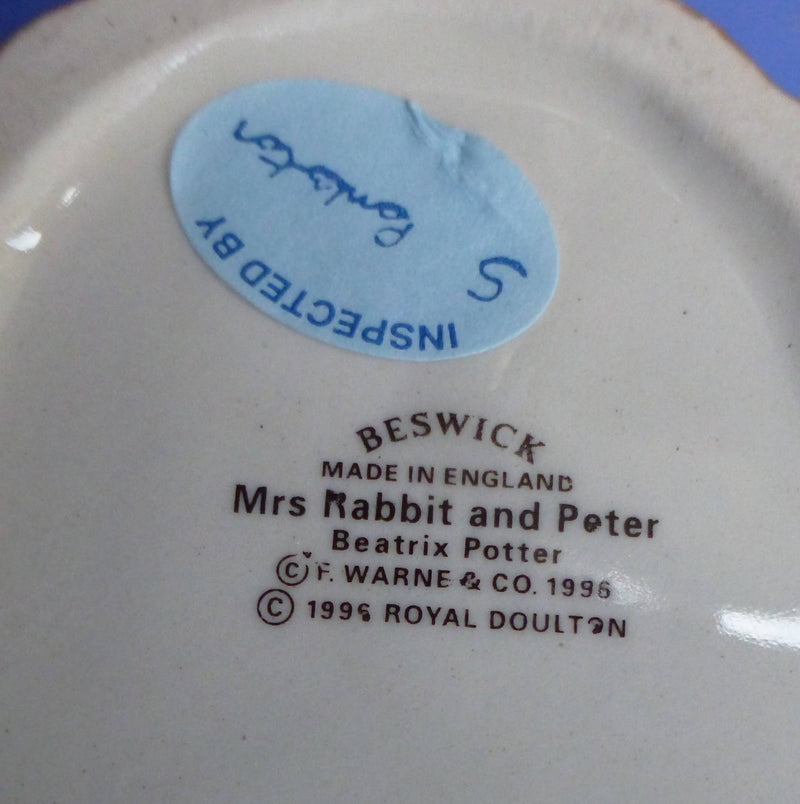 INSPECTED BY
S
BESWICK
MADE IN ENGLAND
Mrs Rabbit and Peter
Beatrix Potter
© F. WARNE & CO. 1996
© 1996 ROYAL DOULTON